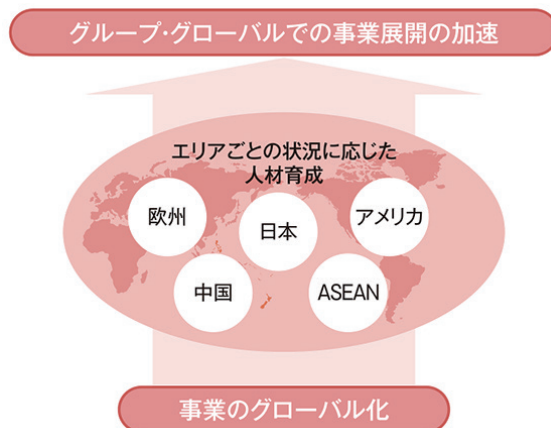 グループ・グローバルでの事業展開の加速
エリアごとの状況に応じた
人材育成
欧州
日本
アメリカ
中国
ASEAN
事業のグローバル化